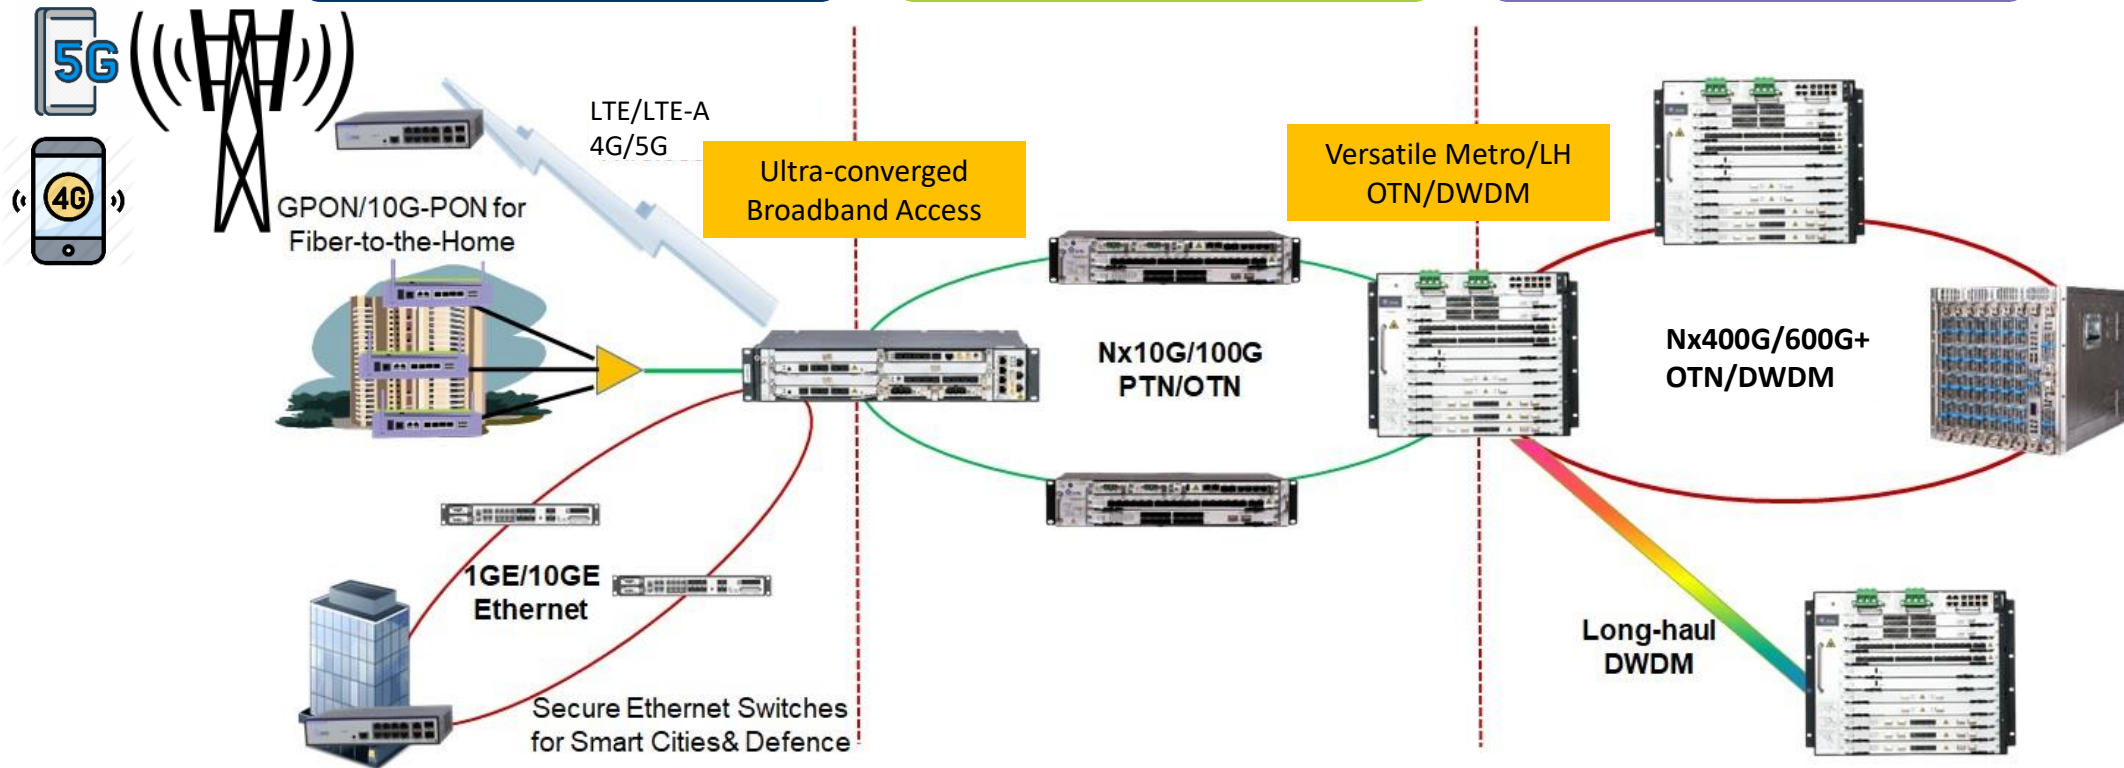 5G
4G
LTE/LTE-A
4G/5G
GPON/10G-PON for
Fiber-to-the-Home
Ultra-converged
Broadband Access
Versatile Metro/LH
OTN/DWDM
Nx10G/100G
PTN/OTN
Nx400G/600G+
OTN/DWDM
1GE/10GE
Ethernet
Long-haul
DWDM
Secure Ethernet Switches
for Smart Cities& Defence